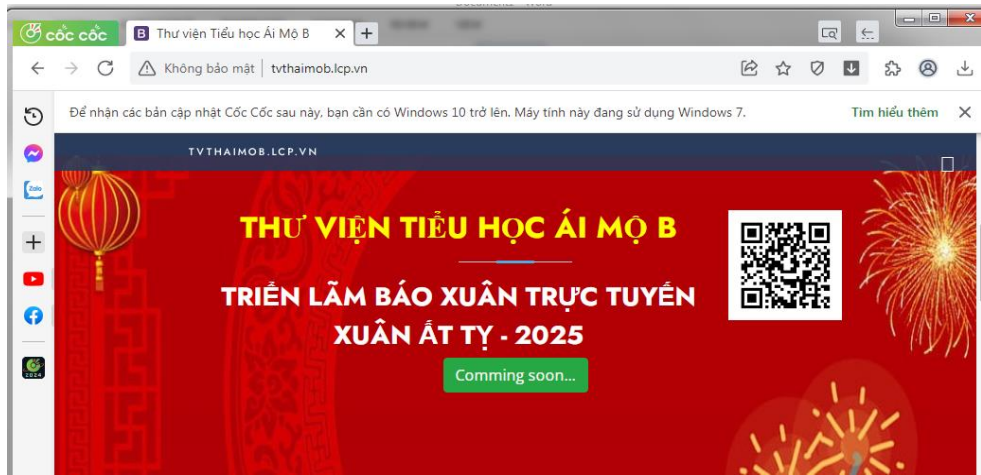 cốc cốc
Thư viện Tiểu học Ái Mộ B
Không bảo mật | tvthaimob.lcp.vn
Để nhận các bản cập nhật Cốc Cốc sau này, bạn cần có Windows 10 trở lên. Máy tính này đang sử dụng Windows 7. Tìm hiểu thêm
TVTHAIMOB.LCP.VN
Zalo
THƯ VIỆN TIỂU HỌC ÁI MỘ B
TRIỂN LÃM BÁO XUÂN TRỰC TUYẾN
XUÂN ẤT TỴ - 2025
Comming soon...
2024